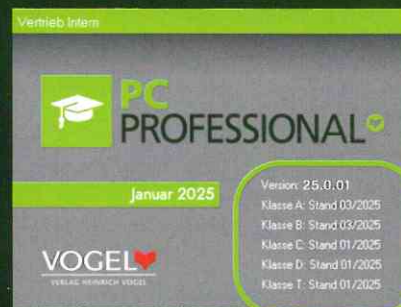 Vertrieb Intern
PC
PROFESSIONAL
Januar 2025
Version: 25.0.01
Klasse A: Stand 03/2025
Klasse B: Stand 03/2025
Klasse C: Stand 01/2025
Klasse D: Stand 01/2025
Klasse T: Stand 01/2025
VOGEL
VERLAG HEINRICH VOGEL